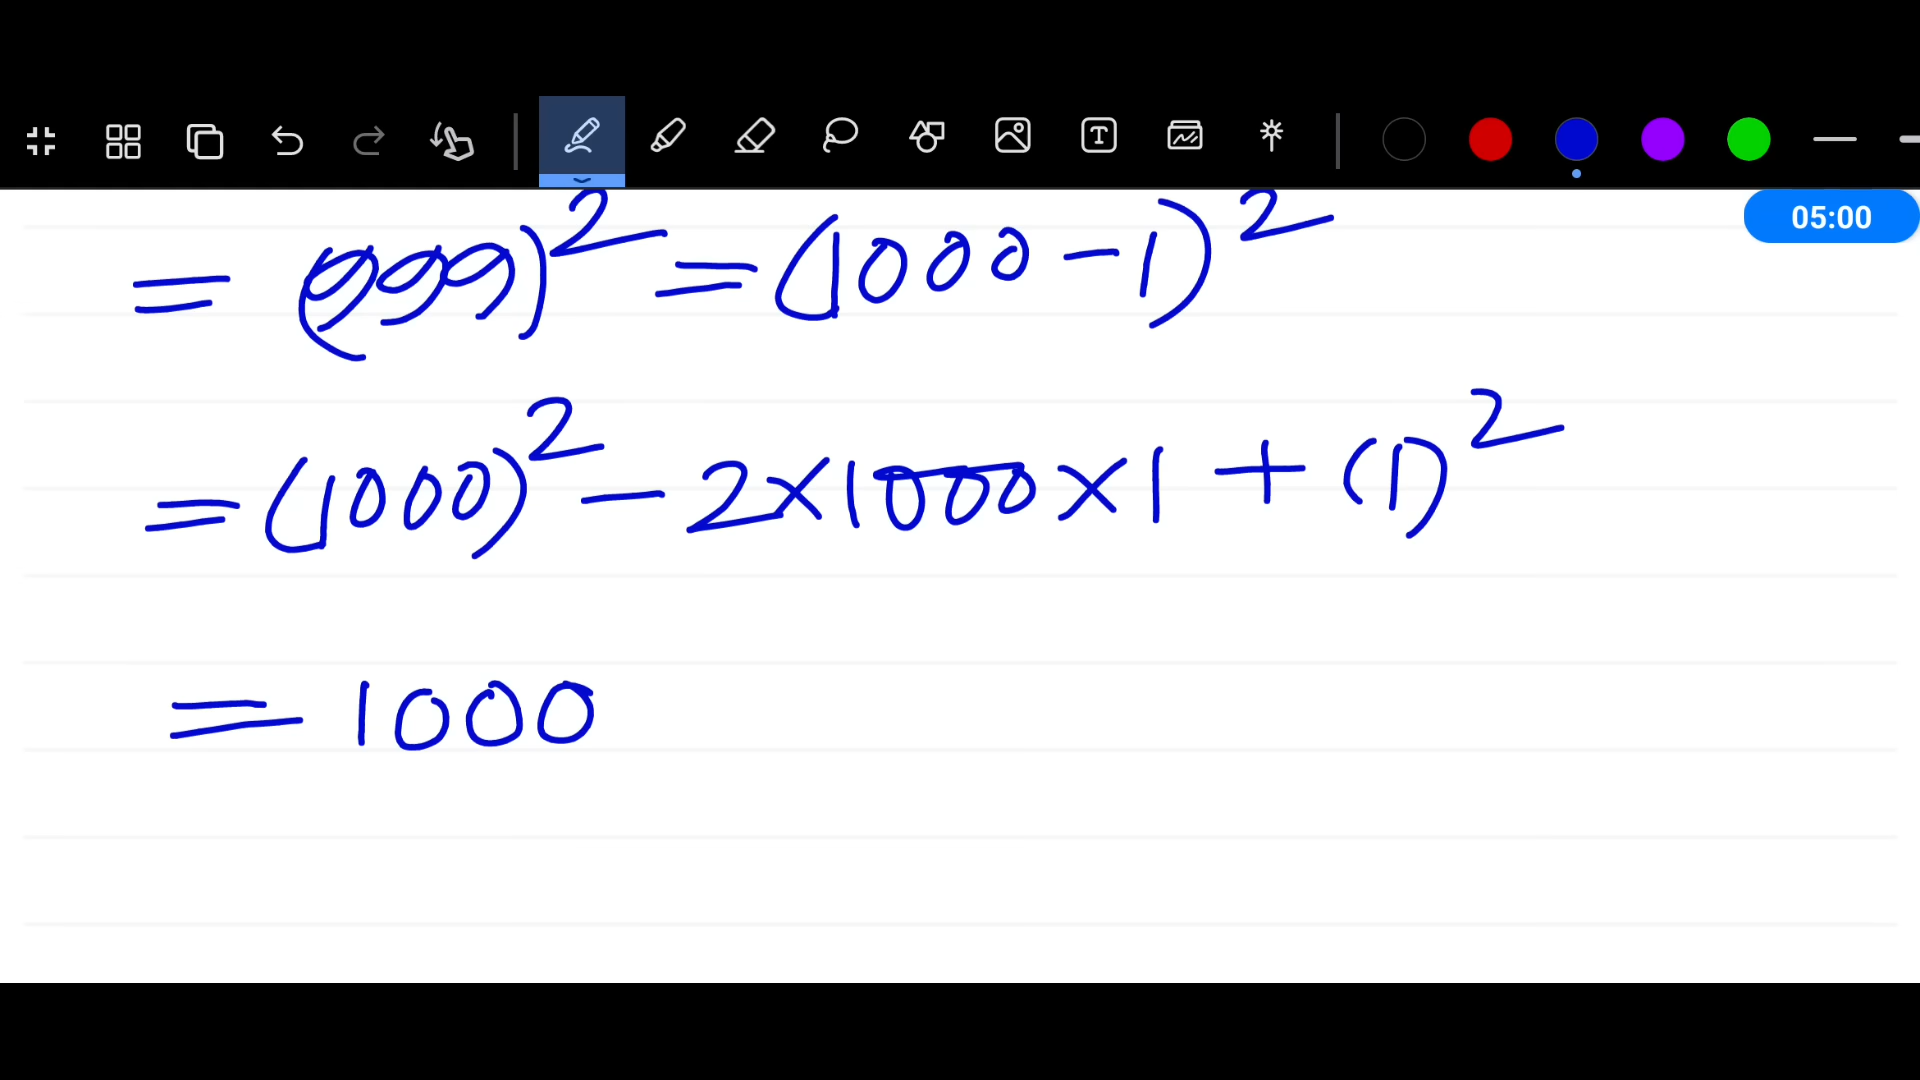 05:00
= (999)² = (1000-1)²
= (1000)² - 2×1000×1 + (1)²
= 1000